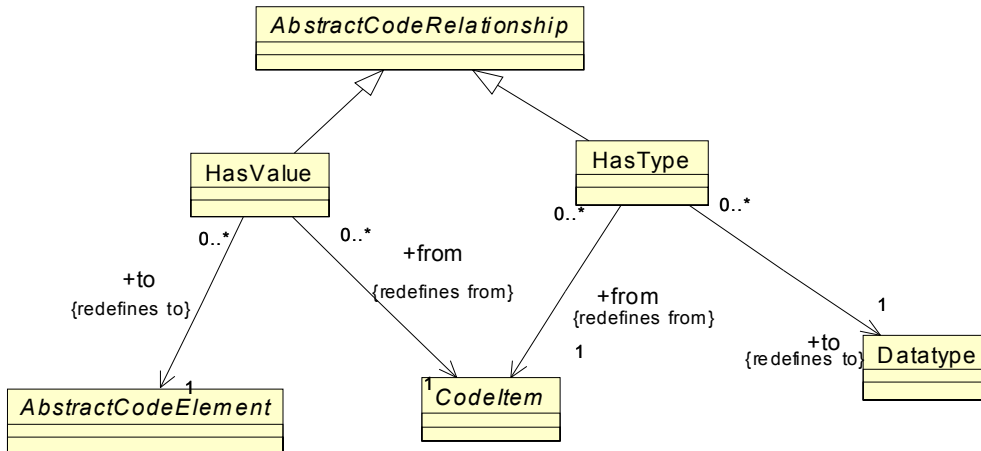 AbstractCodeRelationship
HasValue
HasType
0..*
0..*
0..*
0..*
+to
{redefines to}
+from
{redefines from}
+from
{redefines from}
1
1
+to
{redefines to}
Datatype
1
AbstractCodeElement
1
CodeItem